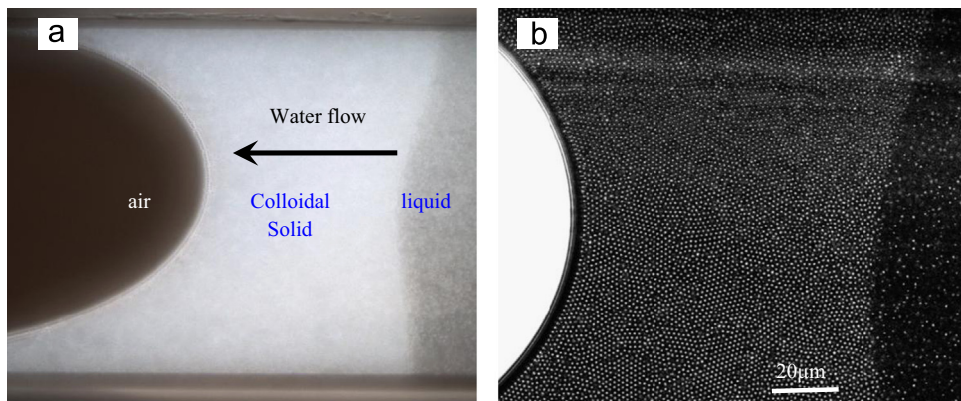 a
Water flow
air
Colloidal
Solid
liquid
b
20μm